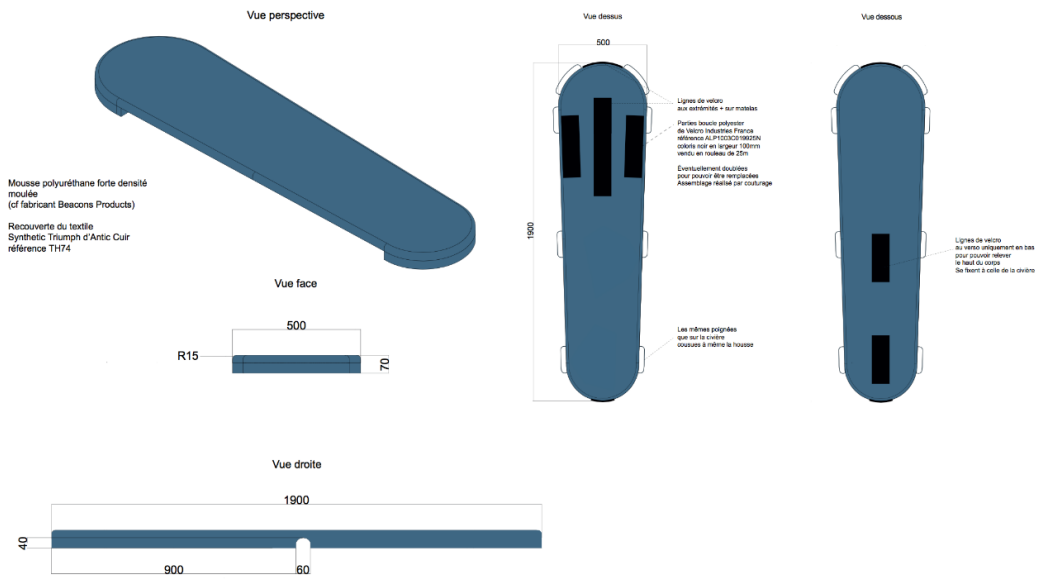 Vue perspective
Mousse polyuréthane forte densité
moulée
(cf fabricant Beacons Products)
Recouverte du textile
Synthetic Triumph d'Antic Cuir
référence TH74
Vue face
500
R15
70
Vue droite
1900
40
900
60
Vue dessus
500
1900
Lignes de velcro
aux extrémités + sur matelas
Parties boucle polyester
de Velcro Industries France
référence ALP1003C019925N
coloris noir en largeur 100mm
vendu en rouleau de 25m
Eventuellement doublées
pour pouvoir être remplacées
Assemblage réalisé par couturage
Les mêmes poignées
que sur la civière
cousues à même la housse
Vue dessous
Lignes de velcro
au verso uniquement en bas
pour pouvoir relever
le haut du corps
Se fixent à celle de la civière